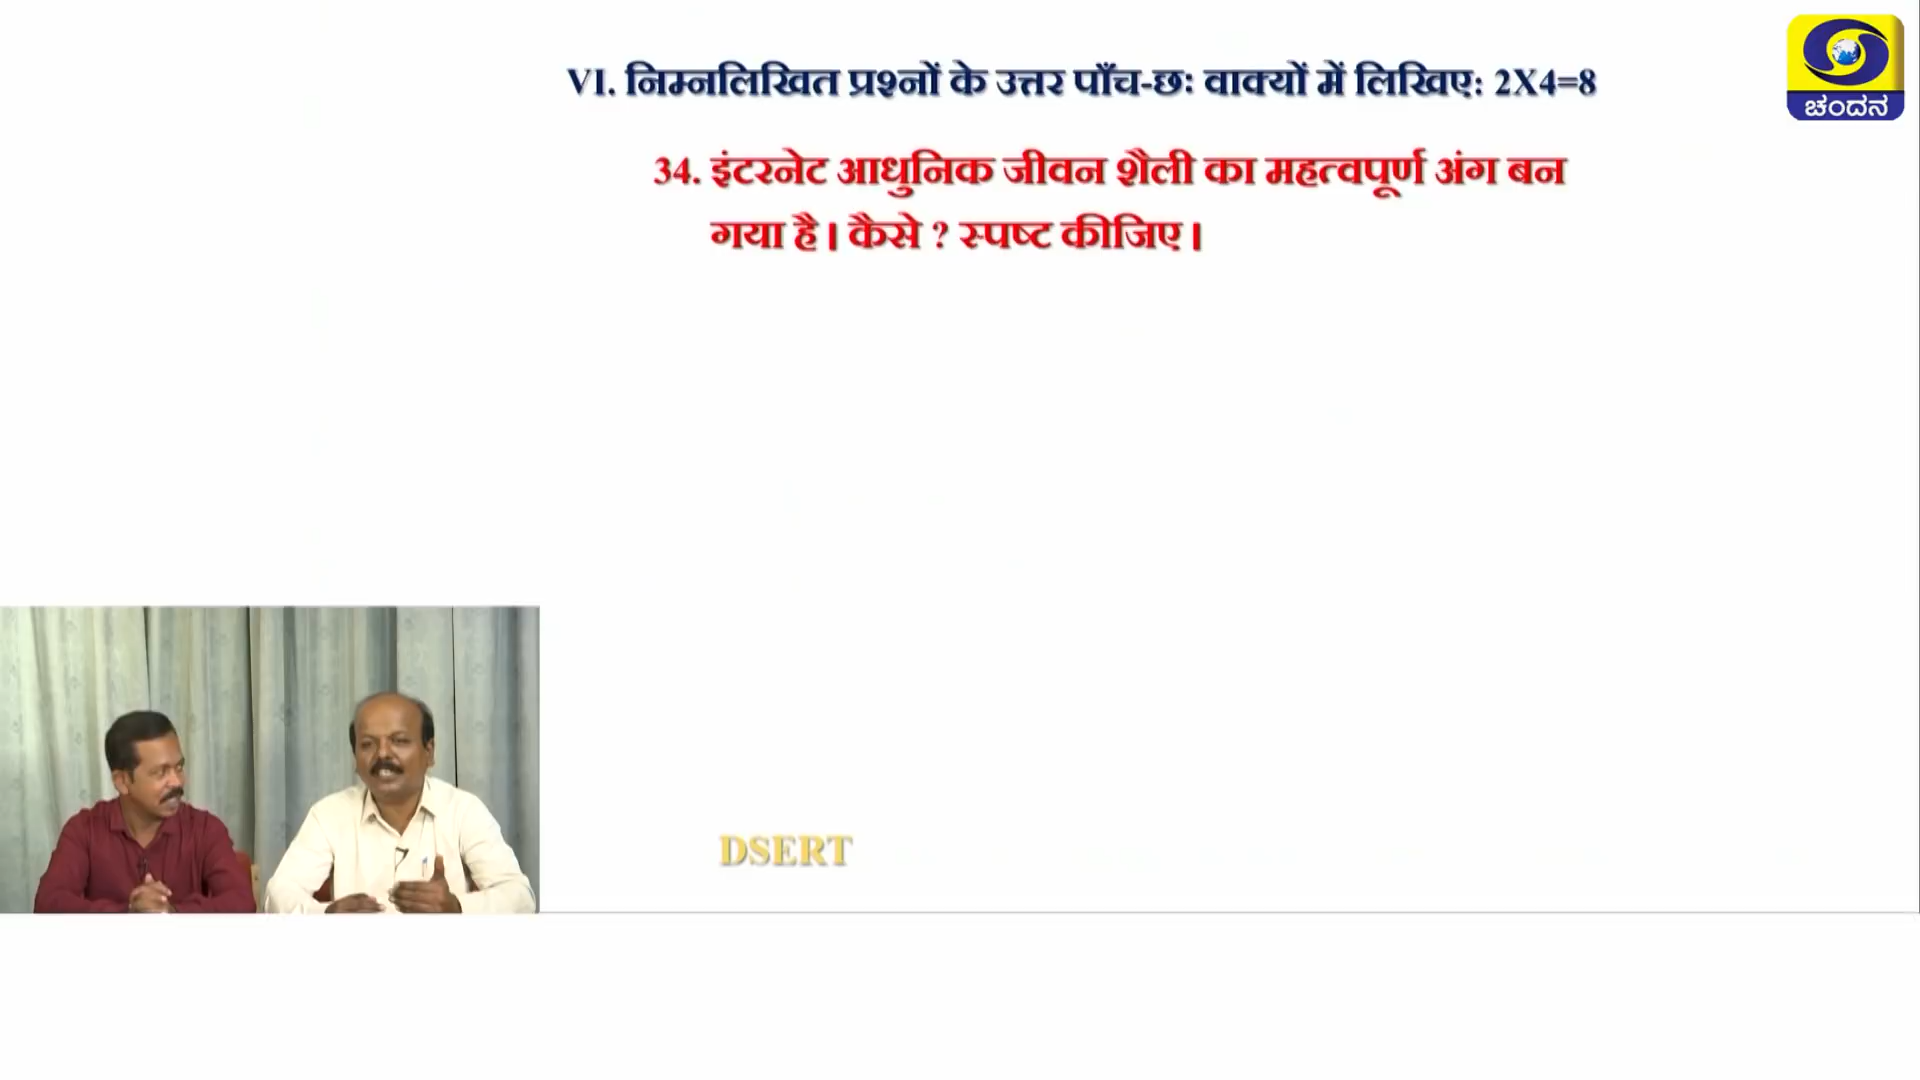 VI. निम्नलिखित प्रश्नों के उत्तर पाँच-छः वाक्यों में लिखिए: 2X4=8
34. इंटरनेट आधुनिक जीवन शैली का महत्वपूर्ण अंग बन
गया है । कैसे ? स्पष्ट कीजिए ।
ಚಂದನ
DSERT